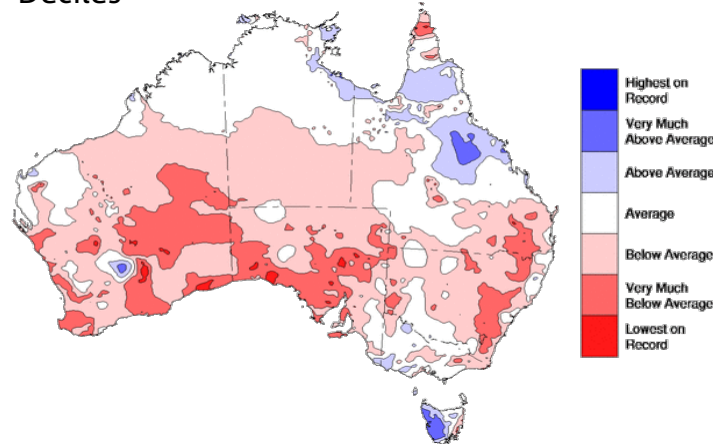 Deciles
Highest on
Record
Very Much
Above Average
Above Average
Average
Below Average
Very Much
Below Average
Lowest on
Record